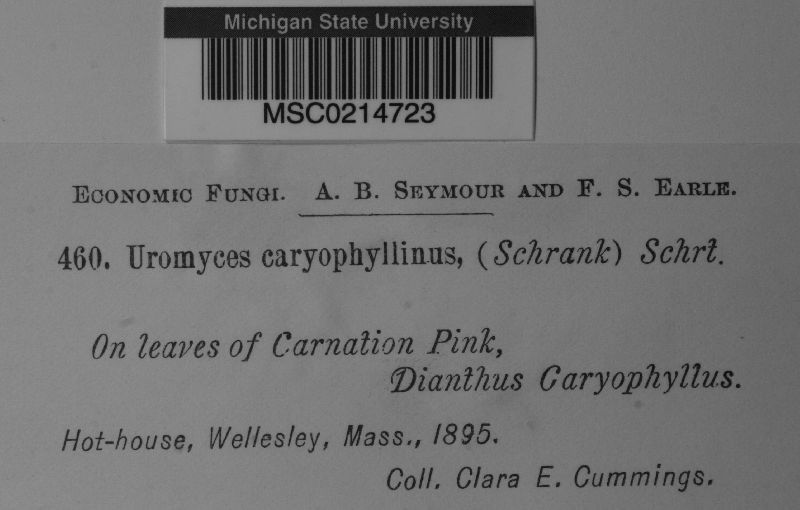 Michigan State University
MSC0214723
Economic Fungi. A. B. Seymour and F. S. Earle.
460. Uromyces caryophyllinus, (Schrank) Schrt.
On leaves of Carnation Pink,
Dianthus Caryophyllus.
Hot-house, Wellesley, Mass., 1895.
Coll. Clara E. Cummings.